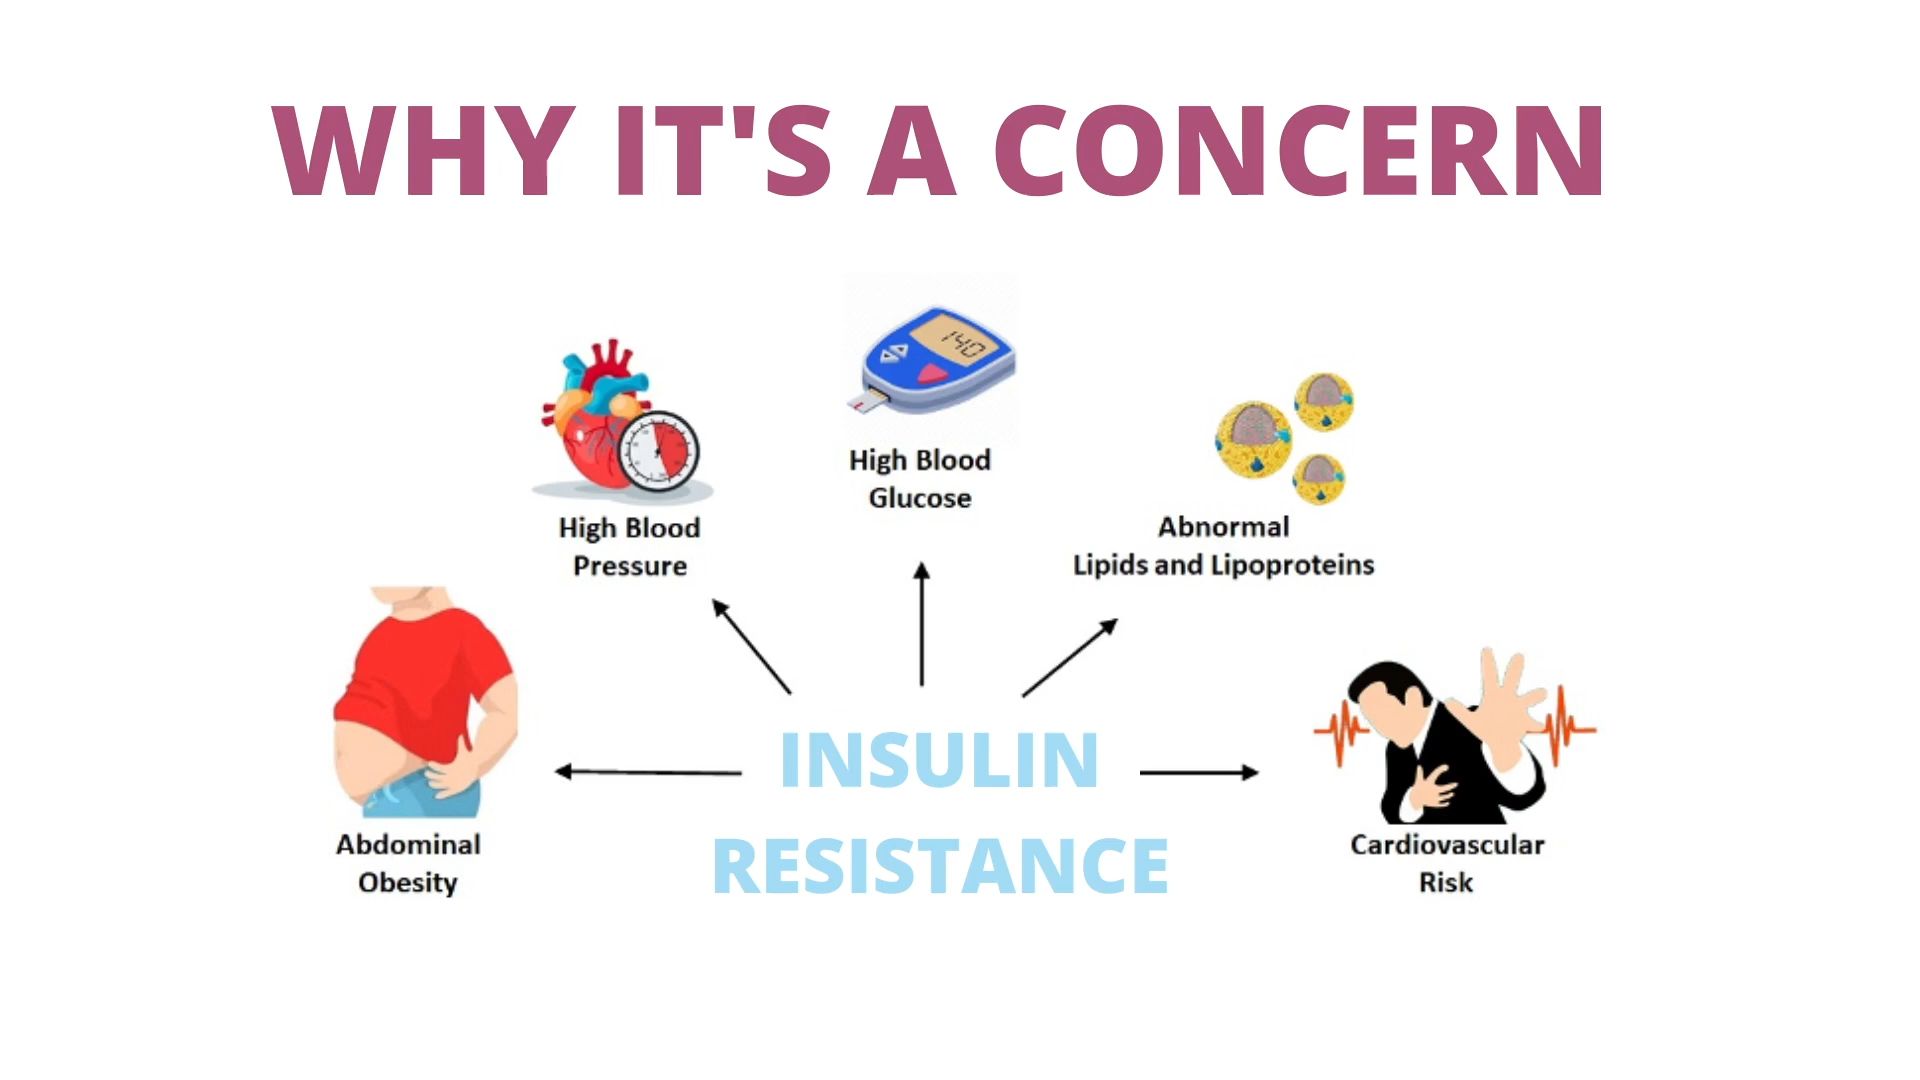 WHY IT'S A CONCERN
140
High Blood
Glucose
High Blood
Pressure
Abnormal
Lipids and Lipoproteins
INSULIN
RESISTANCE
Abdominal
Obesity
Cardiovascular
Risk